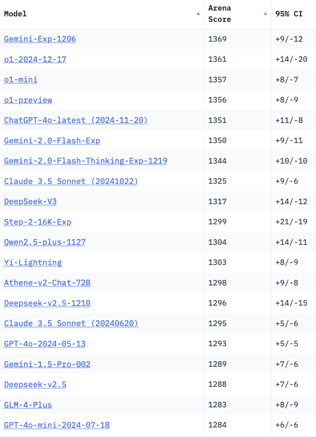 Model Arena Score 95% CI
Gemini-Exp-1206 1369 +9/-12
o1-2024-12-17 1361 +14/-20
o1-mini 1357 +8/-7
o1-preview 1356 +8/-9
ChatGPT-4o-latest (2024-11-20) 1351 +11/-8
Gemini-2.0-Flash-Exp 1350 +9/-11
Gemini-2.0-Flash-Thinking-Exp-1219 1344 +10/-10
Claude 3.5 Sonnet (20241022) 1325 +9/-6
DeepSeek-V3 1317 +14/-12
Step-2-16K-Exp 1299 +21/-19
Qwen2.5-plus-1127 1304 +14/-11
Yi-Lightning 1303 +8/-9
Athene-v2-Chat-72B 1298 +9/-8
Deepseek-v2.5-1210 1296 +14/-15
Claude 3.5 Sonnet (20240620) 1295 +5/-6
GPT-4o-2024-05-13 1293 +5/-5
Gemini-1.5-Pro-002 1289 +7/-6
Deepseek-v2.5 1288 +7/-6
GLM-4-Plus 1283 +8/-9
GPT-4o-mini-2024-07-18 1284 +6/-6